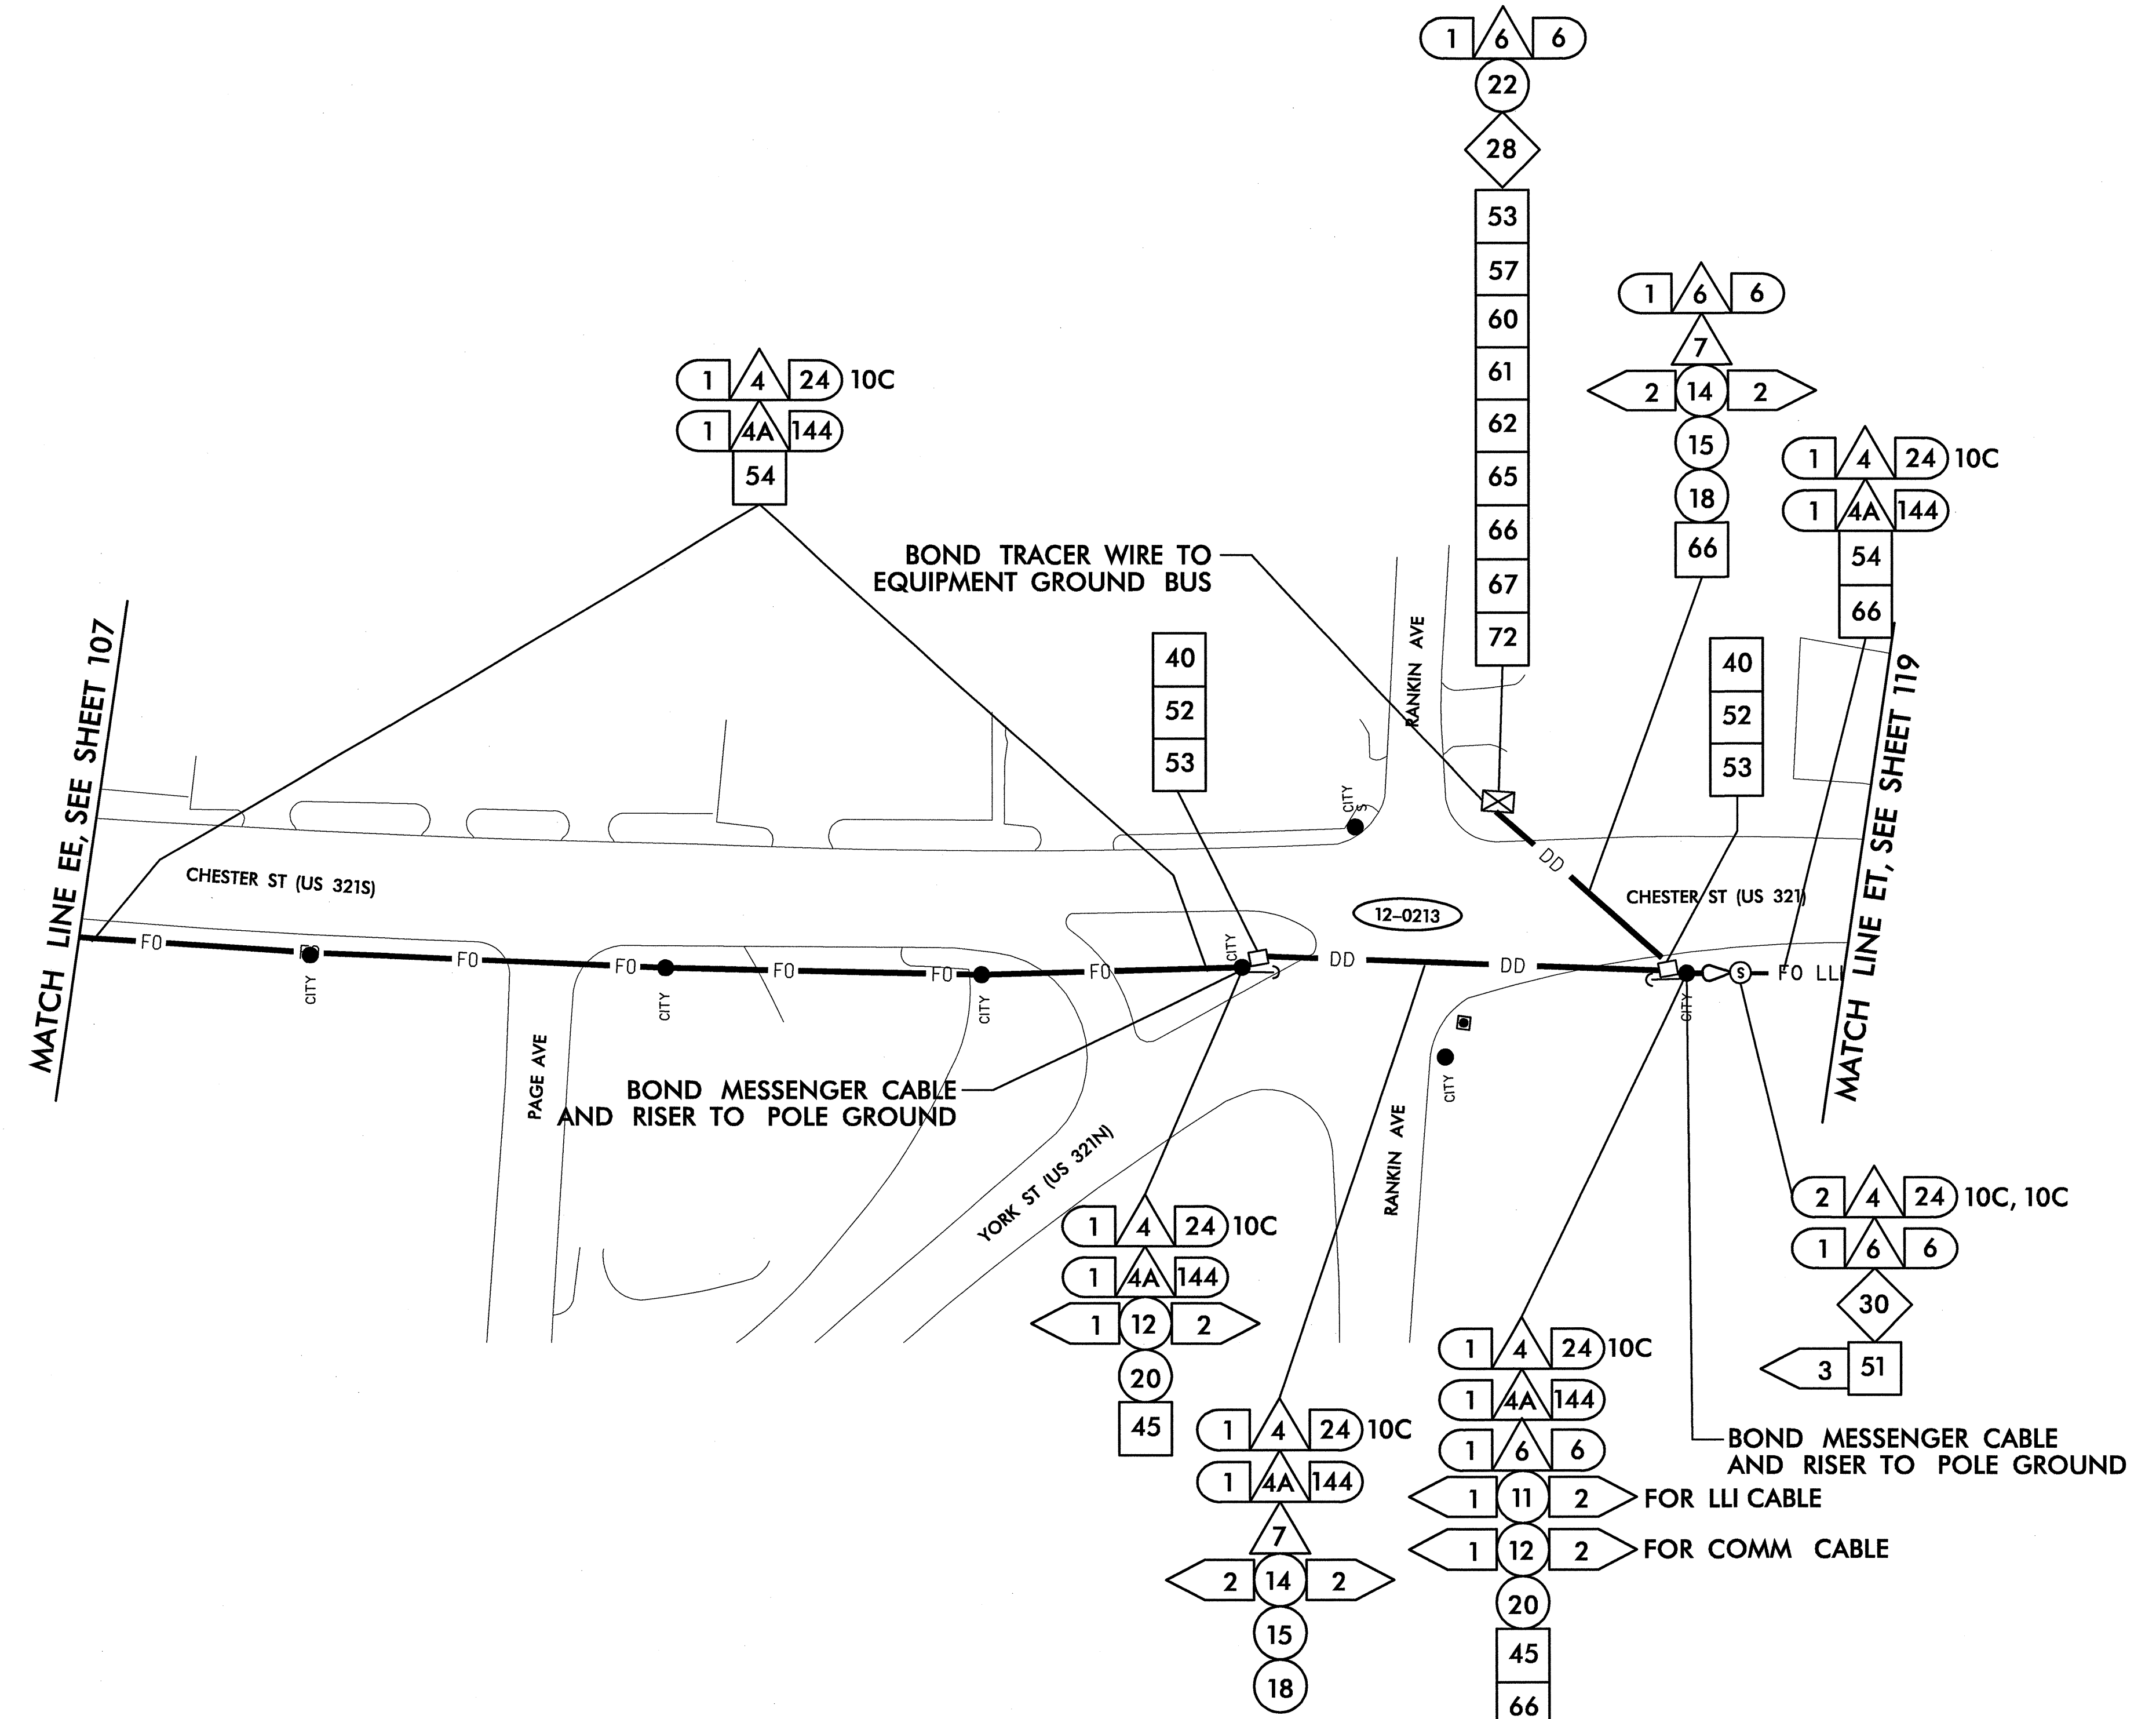 1 6 6
22
28
53
57
60
61
62
65
66
67
72
1 6 6
7
2 14 2
15
18
66
1 4 24 10C
1 4A 144
54
1 4 24 10C
1 4A 144
54
66
BOND TRACER WIRE TO
EQUIPMENT GROUND BUS
40
52
53
40
52
53
MATCH LINE EE, SEE SHEET 107
MATCH LINE ET, SEE SHEET 119
RANKIN AVE
CITY
S
CHESTER ST (US 321S)
CHESTER ST (US 321)
12-0213
DD
FO
FO
FO
FO
FO
FO
FO
DD
DD
S
FO LLI
CITY
CITY
CITY
CITY
CITY
CITY
PAGE AVE
BOND MESSENGER CABLE
AND RISER TO POLE GROUND
YORK ST (US 321N)
RANKIN AVE
1 4 24 10C
1 4A 144
1 12 2
20
45
1 4 24 10C
1 4A 144
7
2 14 2
15
18
1 4 24 10C
1 4A 144
1 6 6
1 11 2 FOR LLI CABLE
1 12 2 FOR COMM CABLE
20
45
66
2 4 24 10C, 10C
1 6 6
30
3 51
BOND MESSENGER CABLE
AND RISER TO POLE GROUND